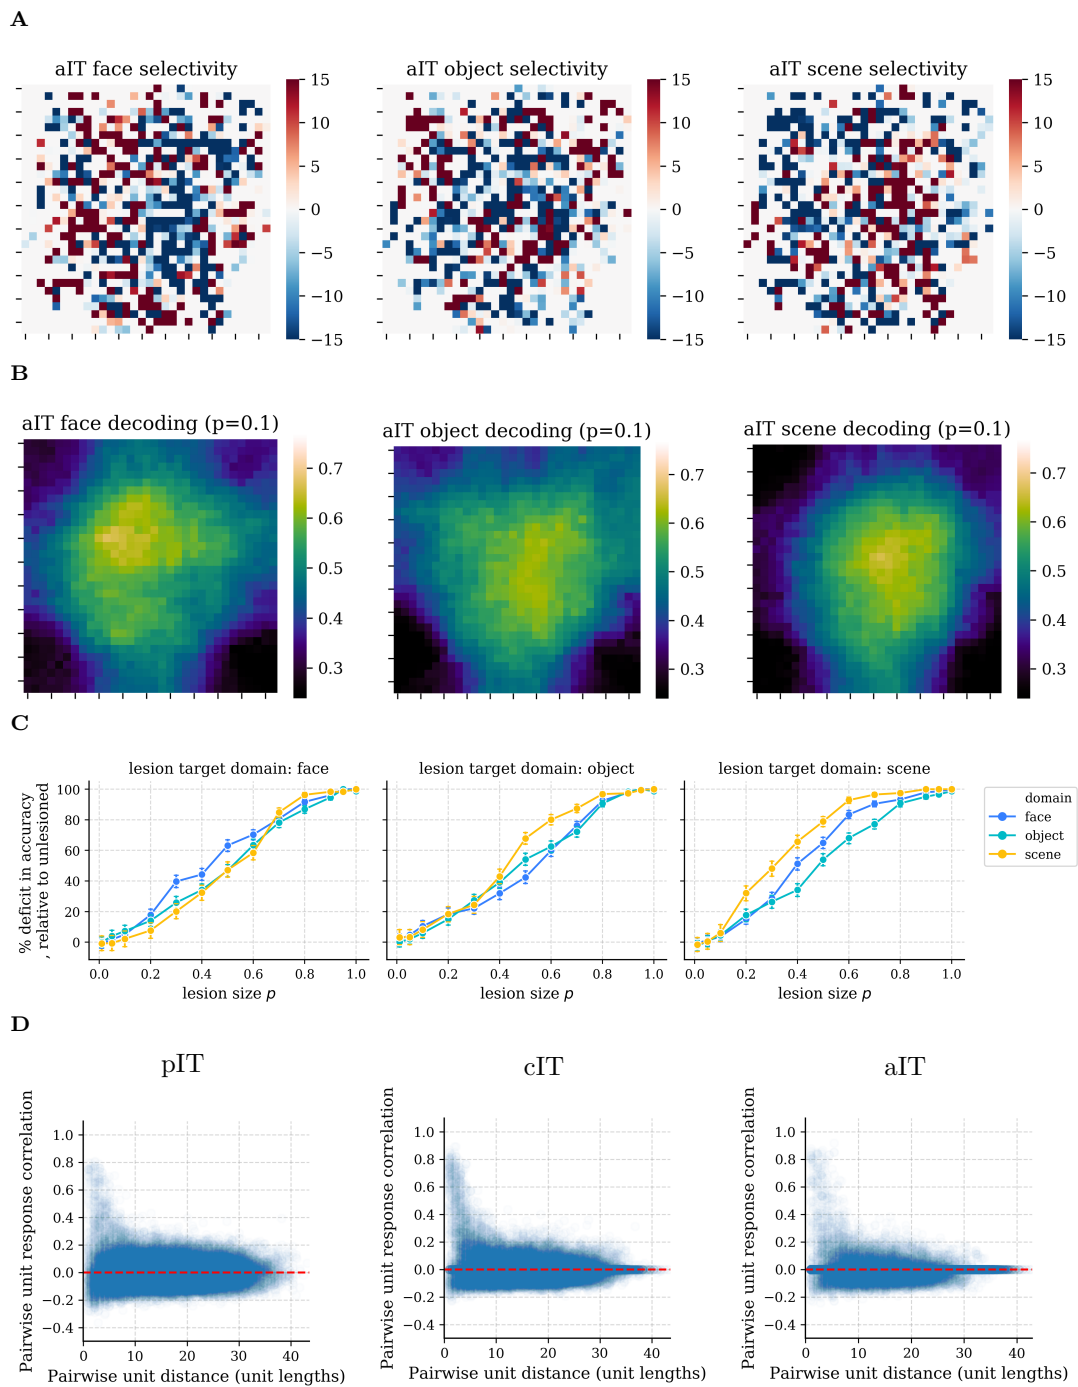 A
aIT face selectivity
aIT object selectivity
aIT scene selectivity
15
10
5
0
−5
−10
−15
15
10
5
0
−5
−10
−15
15
10
5
0
−5
−10
−15
B
aIT face decoding (p=0.1)
aIT object decoding (p=0.1)
aIT scene decoding (p=0.1)
0.7
0.6
0.5
0.4
0.3
0.7
0.6
0.5
0.4
0.3
0.7
0.6
0.5
0.4
0.3
C
lesion target domain: face
lesion target domain: object
lesion target domain: scene
% deficit in accuracy
, relative to unlesioned
100
80
60
40
20
0
0.0 0.2 0.4 0.6 0.8 1.0
0.0 0.2 0.4 0.6 0.8 1.0
0.0 0.2 0.4 0.6 0.8 1.0
lesion size p
lesion size p
lesion size p
domain
face
object
scene
D
pIT
cIT
aIT
Pairwise unit response correlation
1.0
0.8
0.6
0.4
0.2
0.0
−0.2
−0.4
0 10 20 30 40
Pairwise unit distance (unit lengths)
Pairwise unit response correlation
1.0
0.8
0.6
0.4
0.2
0.0
−0.2
−0.4
0 10 20 30 40
Pairwise unit distance (unit lengths)
Pairwise unit response correlation
1.0
0.8
0.6
0.4
0.2
0.0
−0.2
−0.4
0 10 20 30 40
Pairwise unit distance (unit lengths)